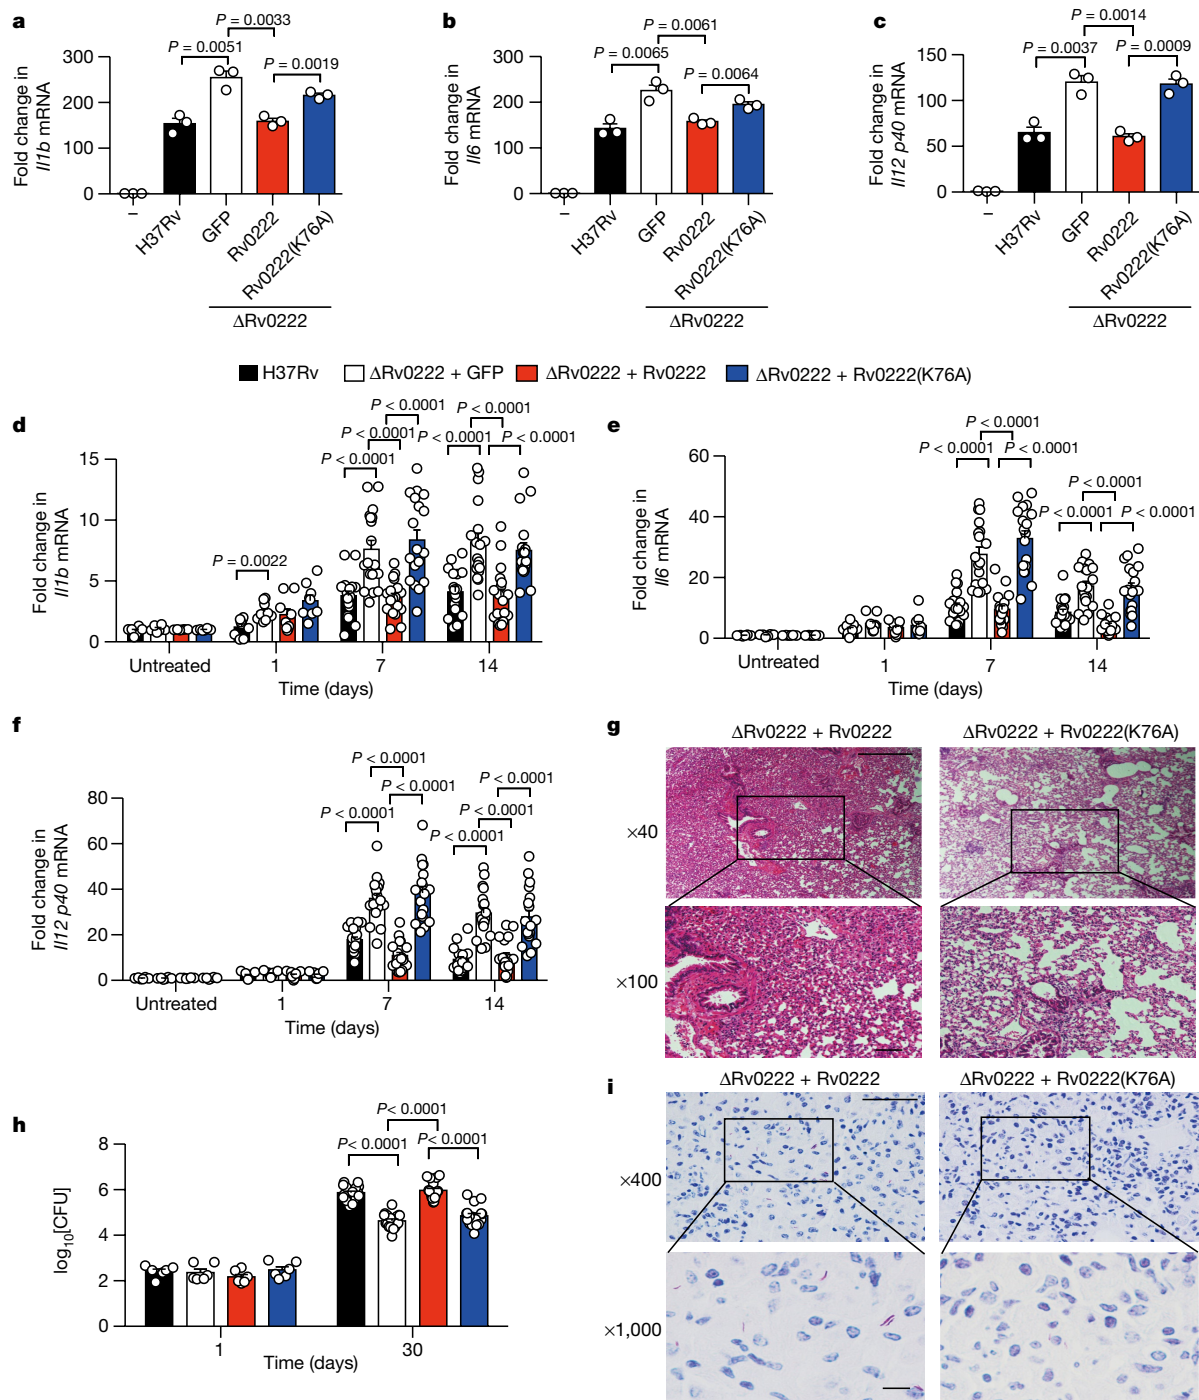 a
Fold change in
Il1b mRNA
300
200
100
0
P = 0.0033
P = 0.0051
P = 0.0019
–
H37Rv
GFP
Rv0222
Rv0222(K76A)
ΔRv0222
b
Fold change in
Il6 mRNA
300
200
100
0
P = 0.0061
P = 0.0065
P = 0.0064
–
H37Rv
GFP
Rv0222
Rv0222(K76A)
ΔRv0222
c
Fold change in
Il12 p40 mRNA
150
100
50
0
P = 0.0014
P = 0.0037
P = 0.0009
–
H37Rv
GFP
Rv0222
Rv0222(K76A)
ΔRv0222
H37Rv ΔRv0222 + GFP ΔRv0222 + Rv0222 ΔRv0222 + Rv0222(K76A)
d
Fold change in
Il1b mRNA
15
10
5
0
P = 0.0022
P < 0.0001
P < 0.0001
P < 0.0001
P < 0.0001
P < 0.0001
P < 0.0001
Untreated 1 7 14
Time (days)
e
Fold change in
Il6 mRNA
60
40
20
0
P < 0.0001
P < 0.0001
P < 0.0001
P < 0.0001
P < 0.0001
P < 0.0001
Untreated 1 7 14
Time (days)
f
Fold change in
Il12 p40 mRNA
80
60
40
20
0
P < 0.0001
P < 0.0001
P < 0.0001
P < 0.0001
P < 0.0001
P < 0.0001
Untreated 1 7 14
Time (days)
g
ΔRv0222 + Rv0222 ΔRv0222 + Rv0222(K76A)
×40
×100
h
log10[CFU]
8
6
4
2
0
P < 0.0001
P < 0.0001
P < 0.0001
1 30
Time (days)
i
ΔRv0222 + Rv0222 ΔRv0222 + Rv0222(K76A)
×400
×1,000